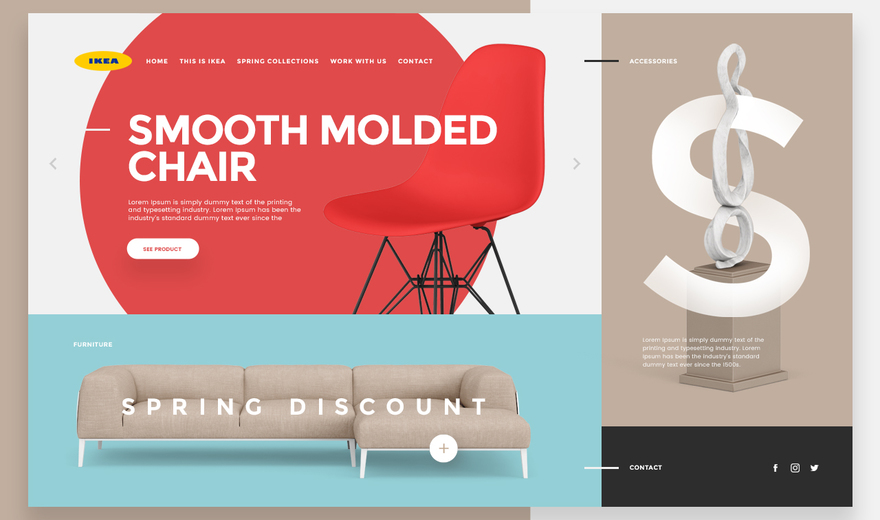 IKEA
HOME THIS IS IKEA SPRING COLLECTIONS WORK WITH US CONTACT
SMOOTH MOLDED
CHAIR
Lorem Ipsum is simply dummy text of the printing
and typesetting industry. Lorem Ipsum has been the
industry's standard dummy text ever since the
SEE PRODUCT
ACCESSORIES
S
Lorem Ipsum is simply dummy text of the
printing and typesetting industry. Lorem
Ipsum has been the industry's standard
dummy text ever since the 1500s.
FURNITURE
SPRING DISCOUNT
CONTACT